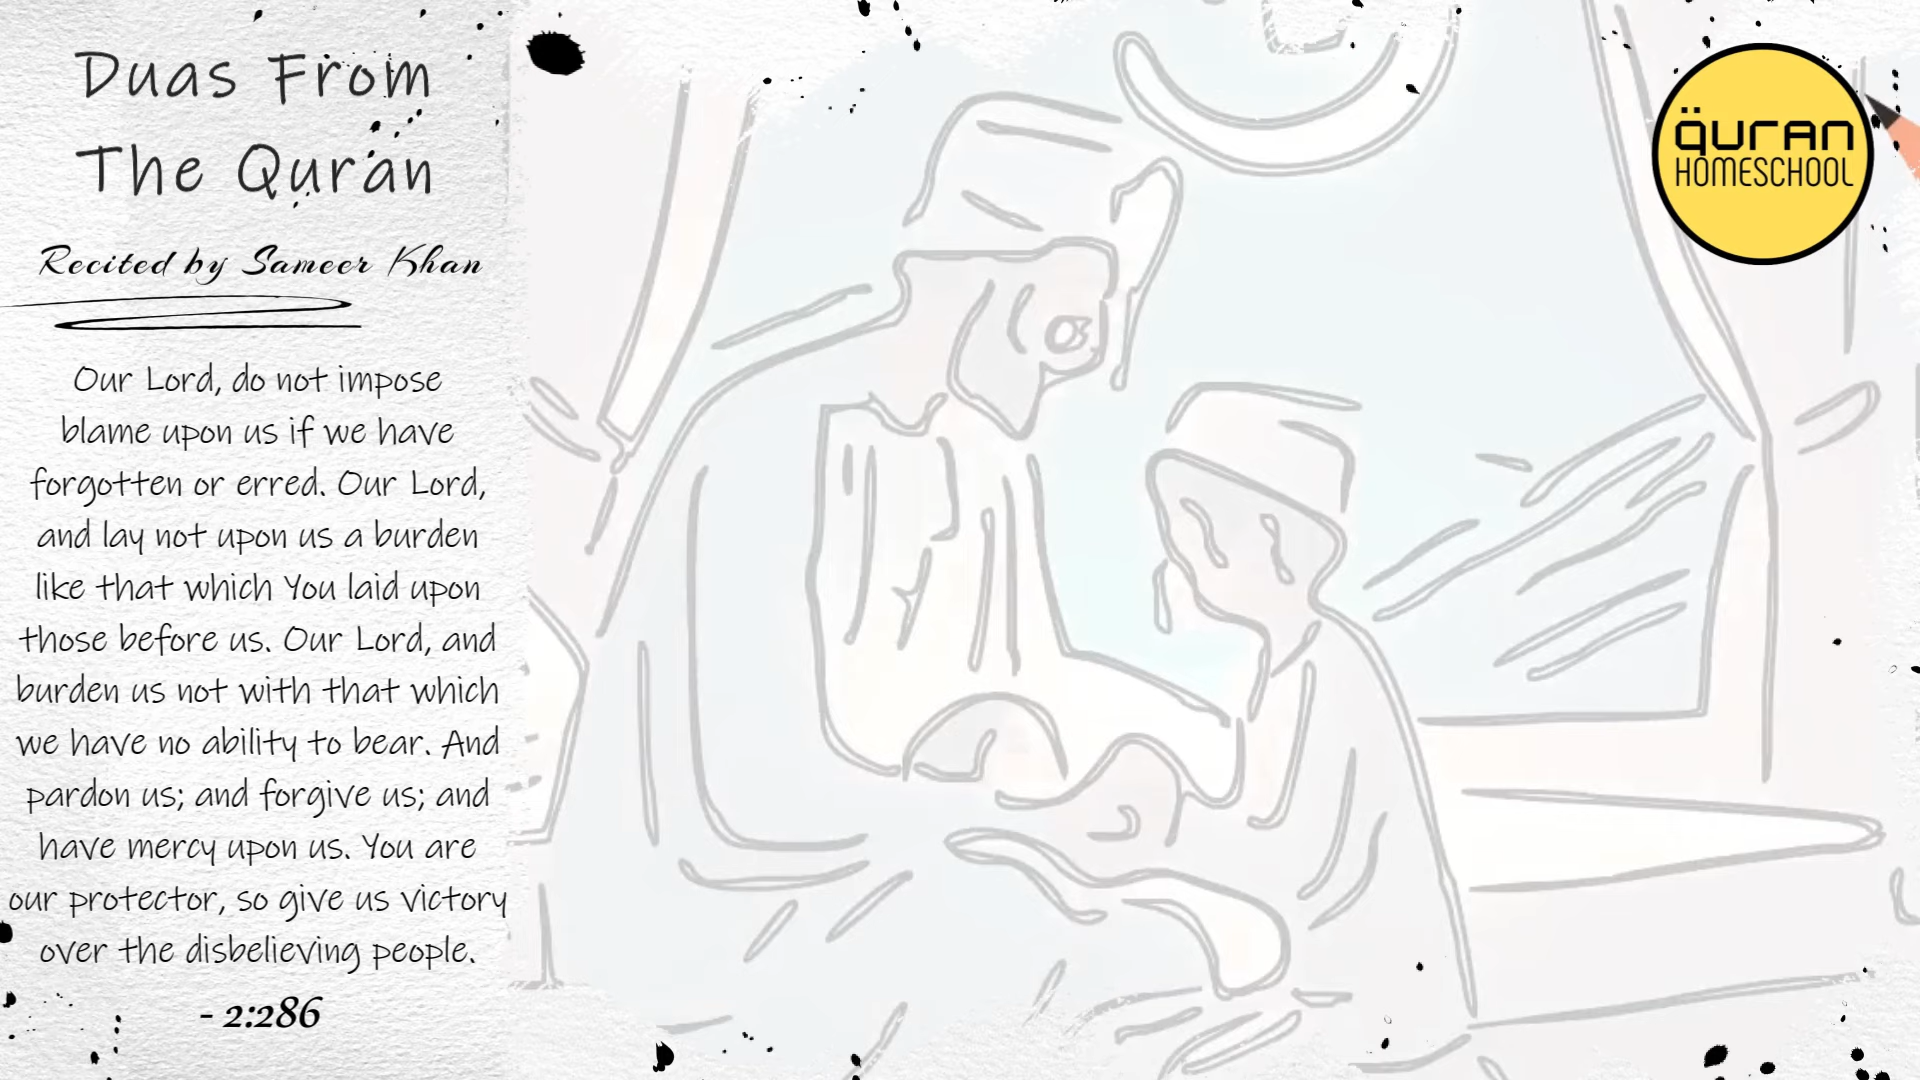 Duas From
The Quran
Recited by Sameer Khan
Our Lord, do not impose
blame upon us if we have
forgotten or erred. Our Lord,
and lay not upon us a burden
like that which You laid upon
those before us. Our Lord, and
burden us not with that which
we have no ability to bear. And
pardon us; and forgive us; and
have mercy upon us. You are
our protector, so give us victory
over the disbelieving people.
- 2:286
QURAN
HOMESCHOOL